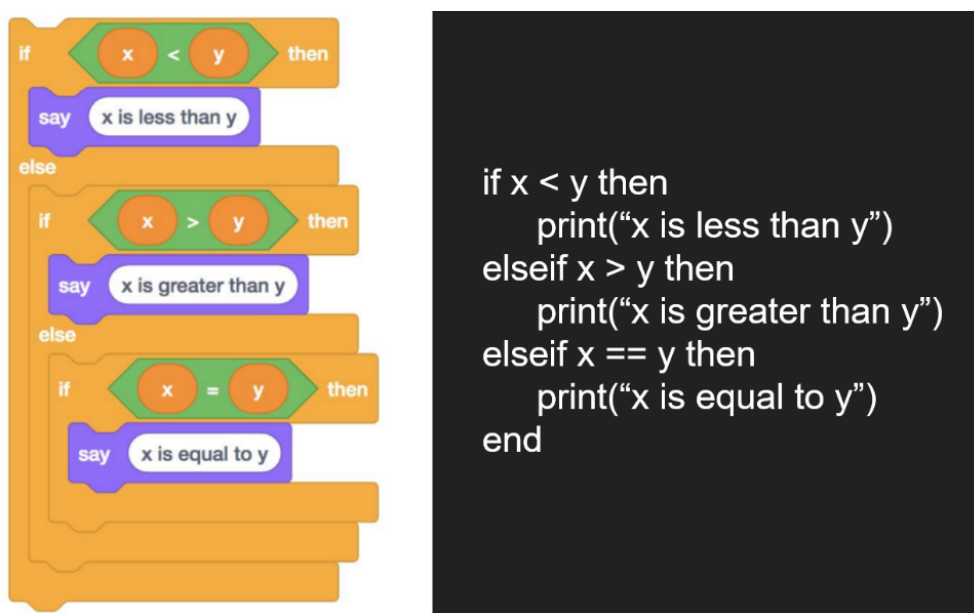 if x < y then
say x is less than y
else
if x > y then
say x is greater than y
else
if x = y then
say x is equal to y
if x < y then
print(“x is less than y”)
elseif x > y then
print(“x is greater than y”)
elseif x == y then
print(“x is equal to y”)
end